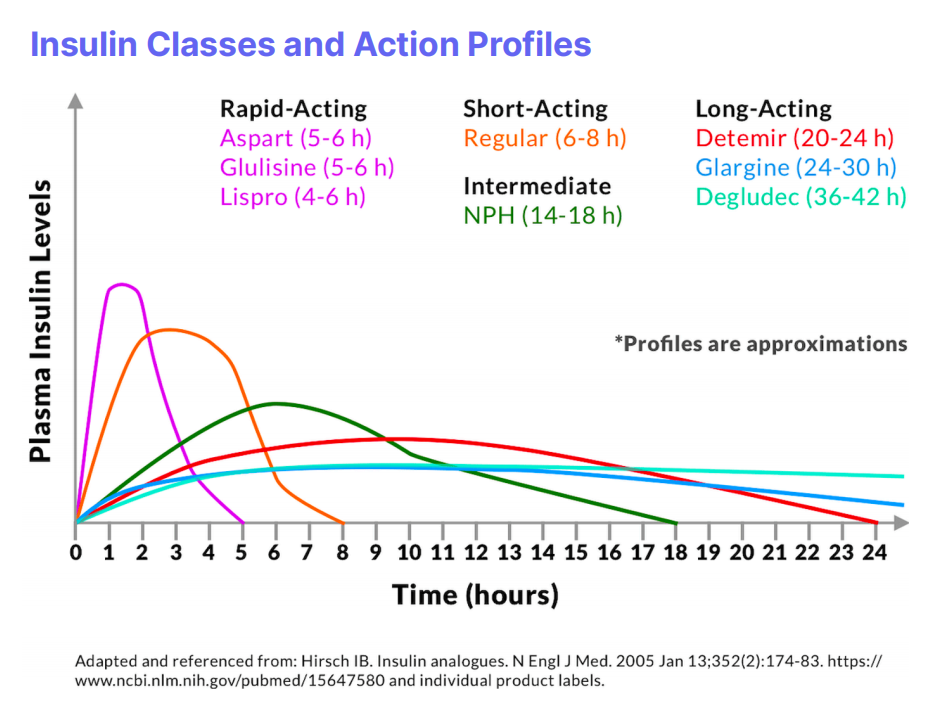 Insulin Classes and Action Profiles
Rapid-Acting
Aspart (5-6 h)
Glulisine (5-6 h)
Lispro (4-6 h)
Short-Acting
Regular (6-8 h)
Intermediate
NPH (14-18 h)
Long-Acting
Detemir (20-24 h)
Glargine (24-30 h)
Degludec (36-42 h)
*Profiles are approximations
Plasma Insulin Levels
0 1 2 3 4 5 6 7 8 9 10 11 12 13 14 15 16 17 18 19 20 21 22 23 24
Time (hours)
Adapted and referenced from: Hirsch IB. Insulin analogues. N Engl J Med. 2005 Jan 13;352(2):174-83. https://
www.ncbi.nlm.nih.gov/pubmed/15647580 and individual product labels.